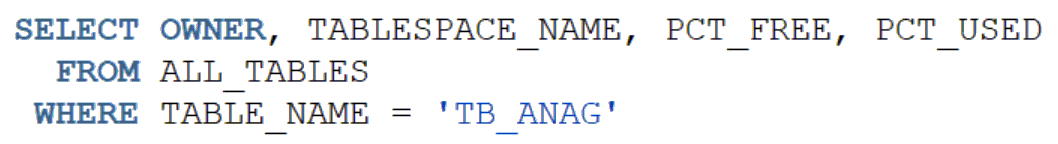 SELECT OWNER, TABLESPACE_NAME, PCT_FREE, PCT_USED
FROM ALL_TABLES
WHERE TABLE_NAME = 'TB_ANAG'